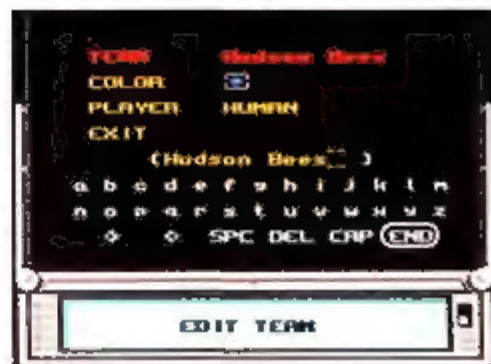 TEAM Hudson Bees
COLOR
PLAYER HUMAN
EXIT
(Hudson Bees )
a b c d e f g h i j k l m
n o p q r s t u v w x y z
SPC DEL CAP END
EDIT TEAM